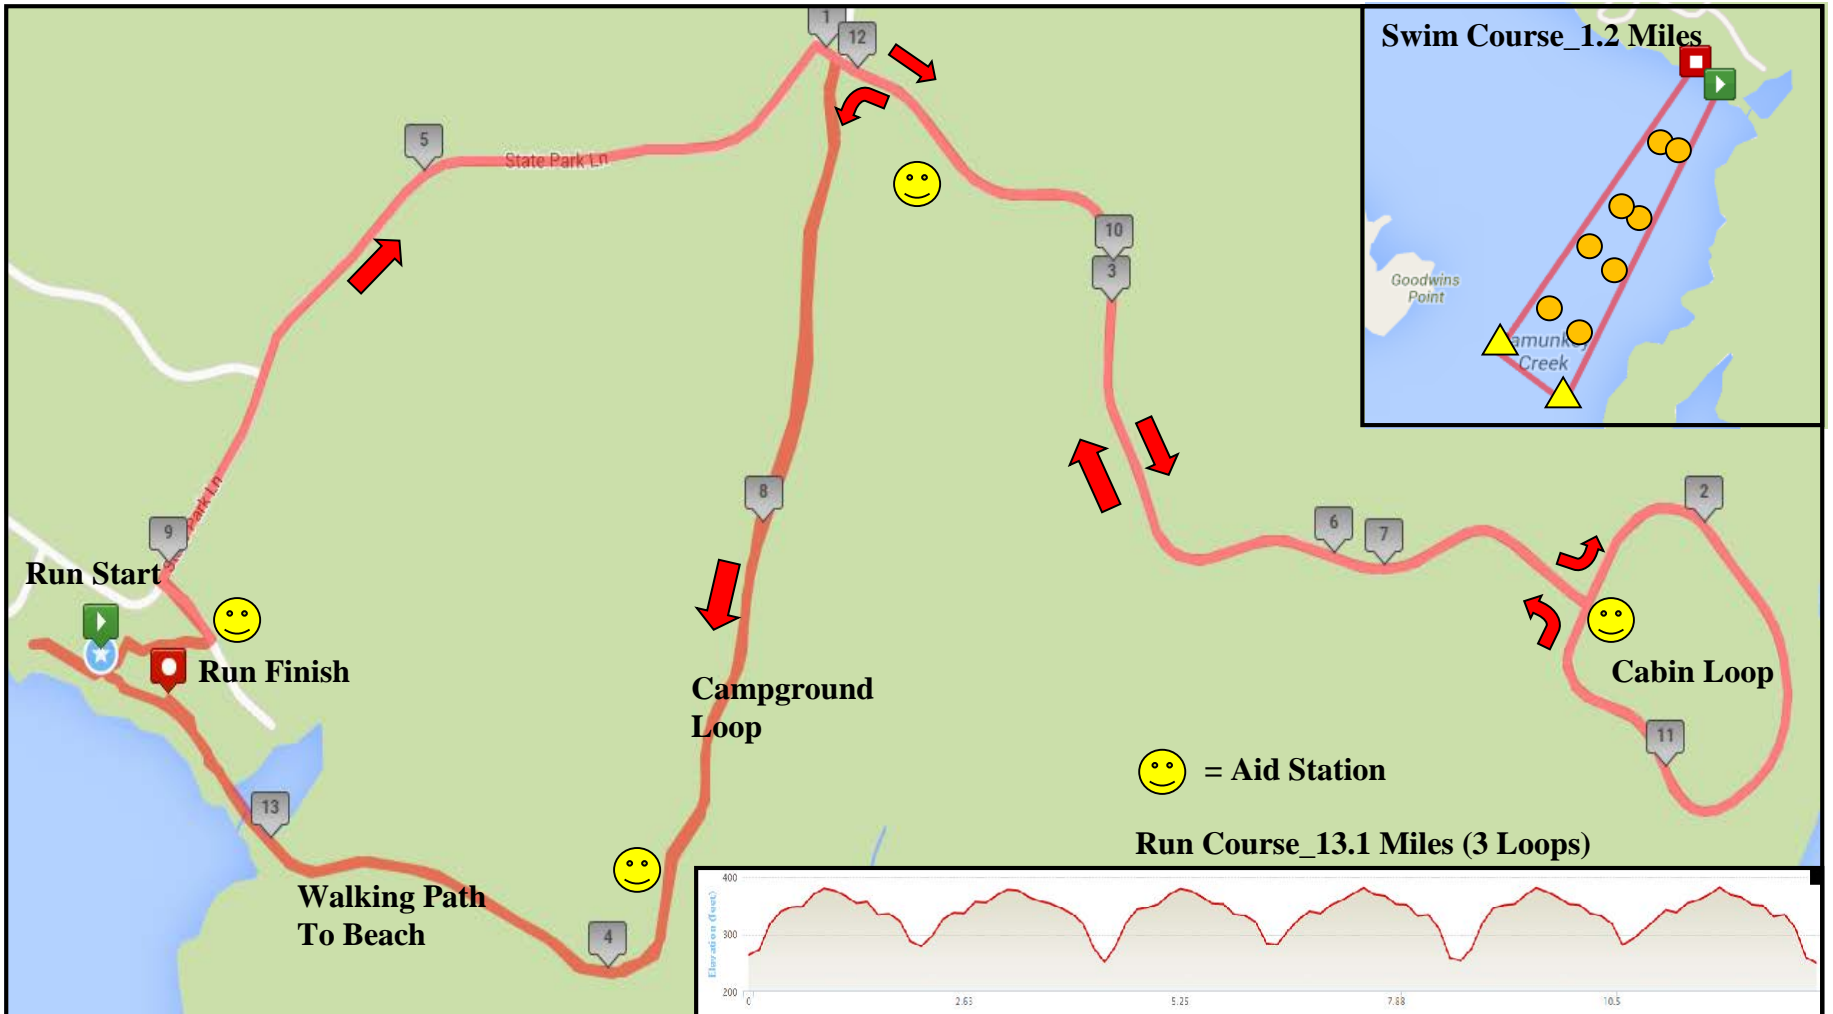 1
12
Swim Course_1.2 Miles
5
State Park Ln
10
3
Goodwins
Point
Creek
8
2
6
7
9
Park Ln
Run Start
Run Finish
Cabin Loop
Campground
Loop
11
= Aid Station
13
Run Course_13.1 Miles (3 Loops)
Walking Path
To Beach
4
Elevation (feet)
400
300
200
0
2.63
5.25
7.88
10.5